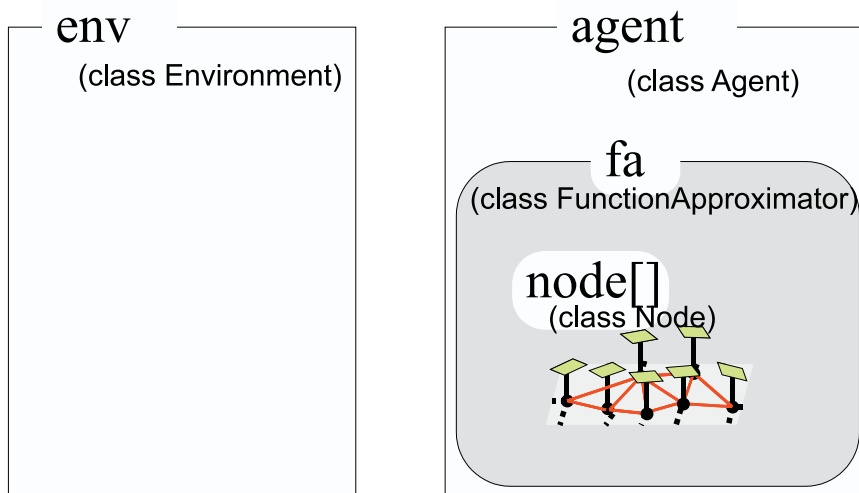 env
(class Environment)
agent
(class Agent)
fa
(class FunctionApproximator)
node[]
(class Node)